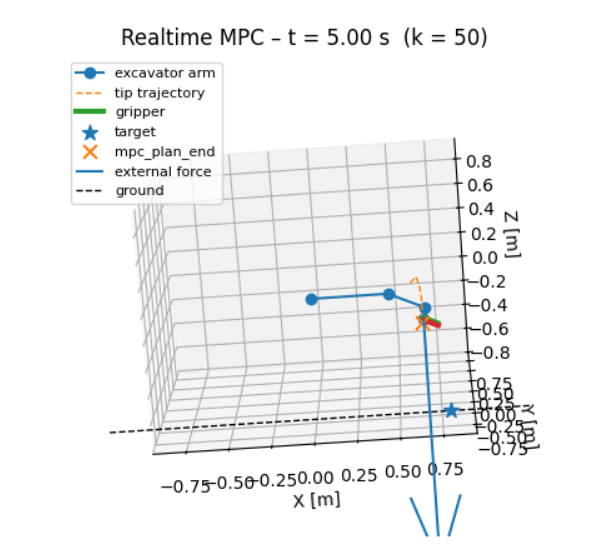 Realtime MPC – t = 5.00 s  (k = 50)
excavator arm
tip trajectory
gripper
target
mpc_plan_end
external force
ground
0.8
0.6
0.4
0.2
0.0
−0.2
−0.4
−0.6
−0.8
Z [m]
0.75
0.50
0.25
0.00
−0.25
−0.50
−0.75
Y [m]
−0.75 −0.50 −0.25 0.00 0.25 0.50 0.75
X [m]